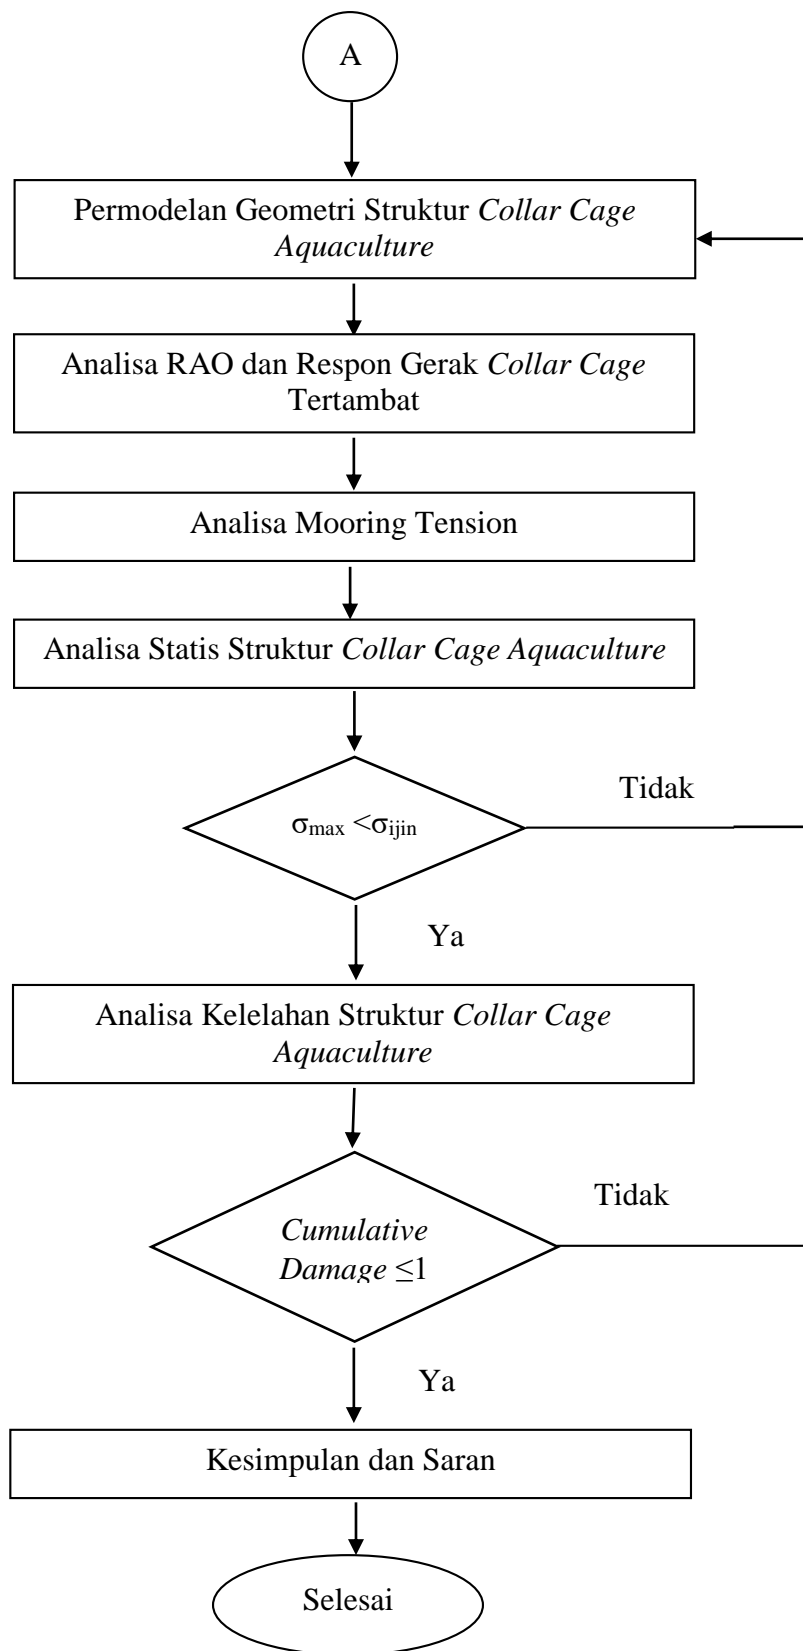 A
Permodelan Geometri Struktur Collar Cage
Aquaculture
Analisa RAO dan Respon Gerak Collar Cage
Tertambat
Analisa Mooring Tension
Analisa Statis Struktur Collar Cage Aquaculture
Tidak
σmax <σijin
Ya
Analisa Kelelahan Struktur Collar Cage
Aquaculture
Tidak
Cumulative
Damage ≤1
Ya
Kesimpulan dan Saran
Selesai